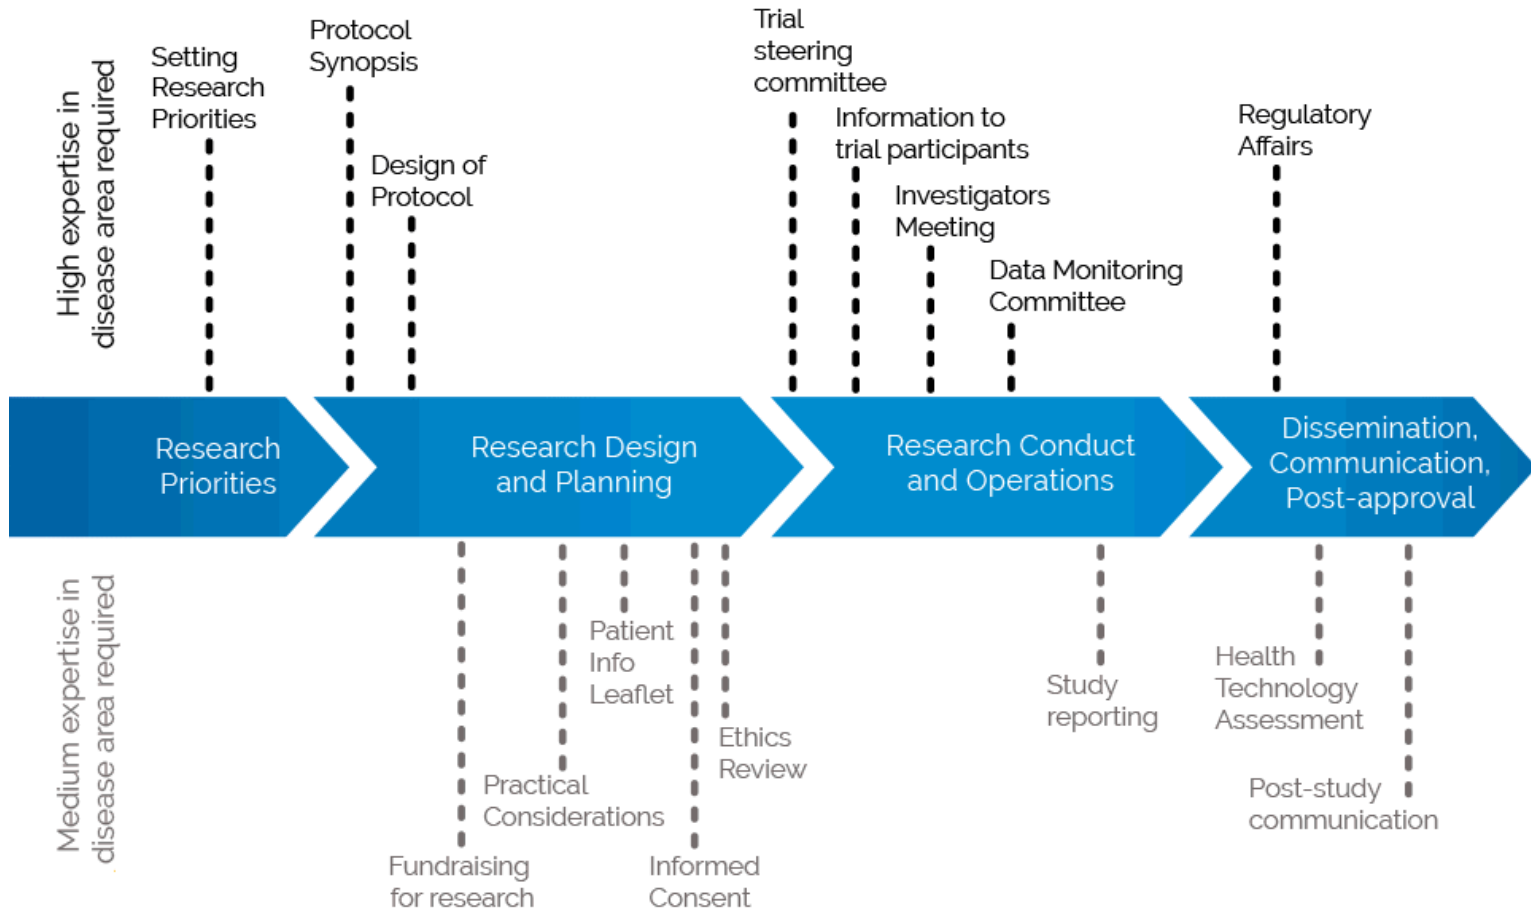 High expertise in
disease area required
Setting
Research
Priorities
Protocol
Synopsis
Design of
Protocol
Trial
steering
committee
Information to
trial participants
Investigators
Meeting
Data Monitoring
Committee
Regulatory
Affairs
Research
Priorities
Research Design
and Planning
Research Conduct
and Operations
Dissemination,
Communication,
Post-approval
Medium expertise in
disease area required
Fundraising
for research
Practical
Considerations
Patient
Info
Leaflet
Informed
Consent
Ethics
Review
Study
reporting
Health
Technology
Assessment
Post-study
communication